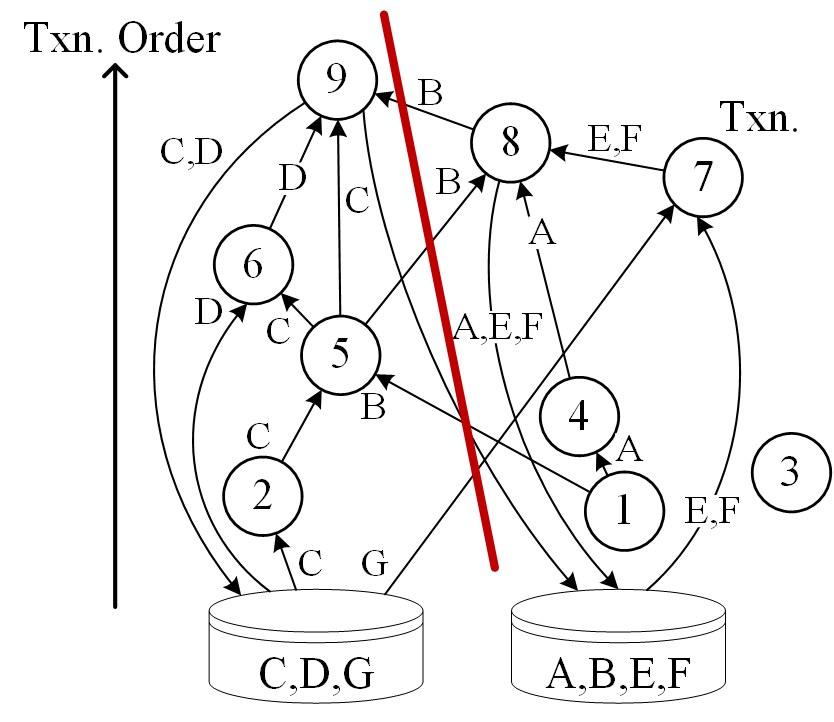 Txn. Order
9
B
8
E,F
Txn.
7
C,D
D
C
B
A
6
D
C
5
A,E,F
B
4
C
A
2
1
3
C
G
E,F
C,D,G
A,B,E,F